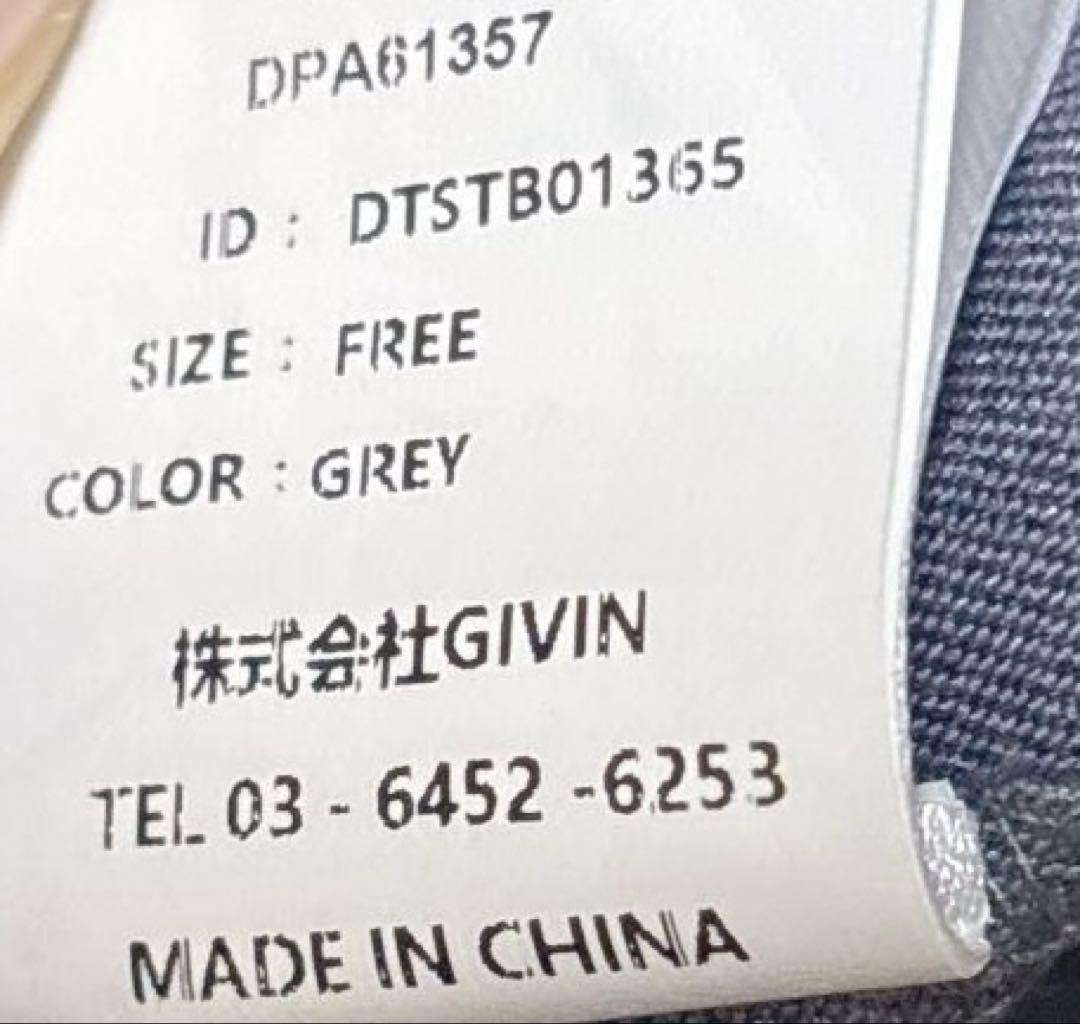 DPA61357
ID : DTSTB01365
SIZE : FREE
COLOR : GREY
株式会社GIVIN
TEL 03 - 6452 -6253
MADE IN CHINA